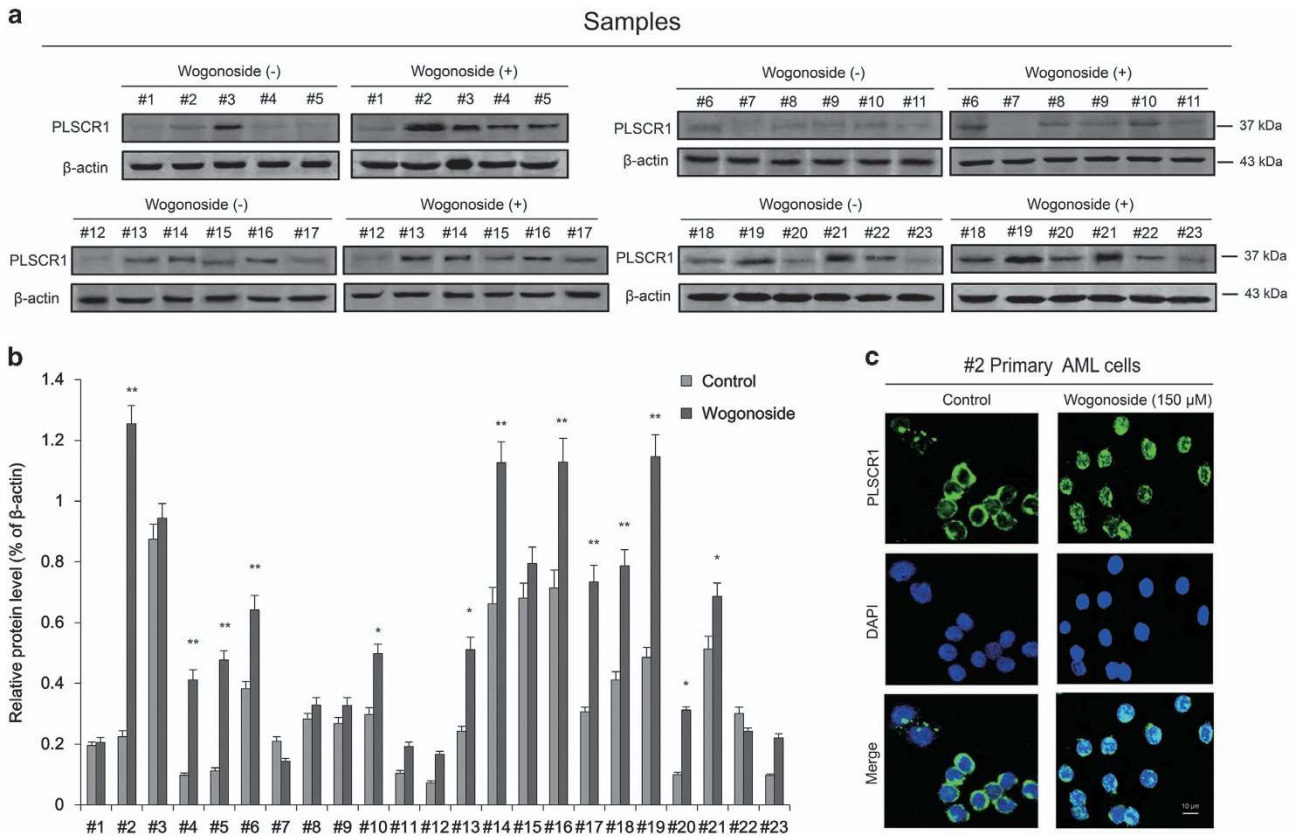 a
Samples
Wogonoside (-) Wogonoside (+) Wogonoside (-) Wogonoside (+)
#1 #2 #3 #4 #5 #1 #2 #3 #4 #5 #6 #7 #8 #9 #10 #11 #6 #7 #8 #9 #10 #11
PLSCR1 PLSCR1 37 kDa
β-actin β-actin 43 kDa
Wogonoside (-) Wogonoside (+) Wogonoside (-) Wogonoside (+)
#12 #13 #14 #15 #16 #17 #12 #13 #14 #15 #16 #17 #18 #19 #20 #21 #22 #23 #18 #19 #20 #21 #22 #23
PLSCR1 PLSCR1 37 kDa
β-actin β-actin 43 kDa
b
Relative protein level (% of β-actin)
1.4
1.2
1
0.8
0.6
0.4
0.2
0
Control
Wogonoside
** ** ** ** * * ** ** ** ** ** * *
#1 #2 #3 #4 #5 #6 #7 #8 #9 #10 #11 #12 #13 #14 #15 #16 #17 #18 #19 #20 #21 #22 #23
c
#2 Primary AML cells
Control Wogonoside (150 µM)
PLSCR1
DAPI
Merge
10 µm